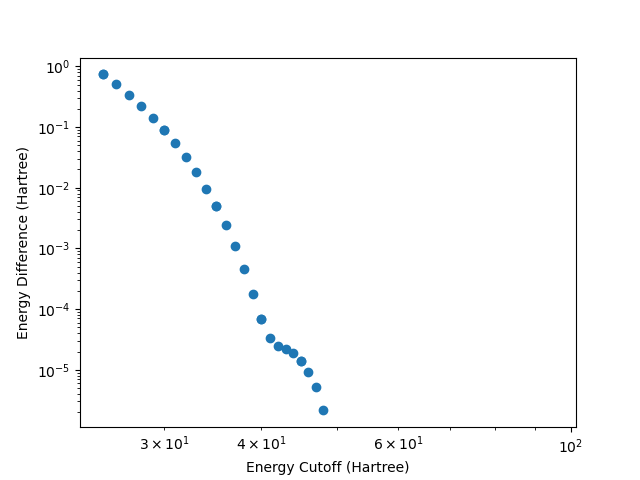 10⁰
10⁻¹
10⁻²
10⁻³
10⁻⁴
10⁻⁵
Energy Difference (Hartree)
3 × 10¹
4 × 10¹
6 × 10¹
10²
Energy Cutoff (Hartree)